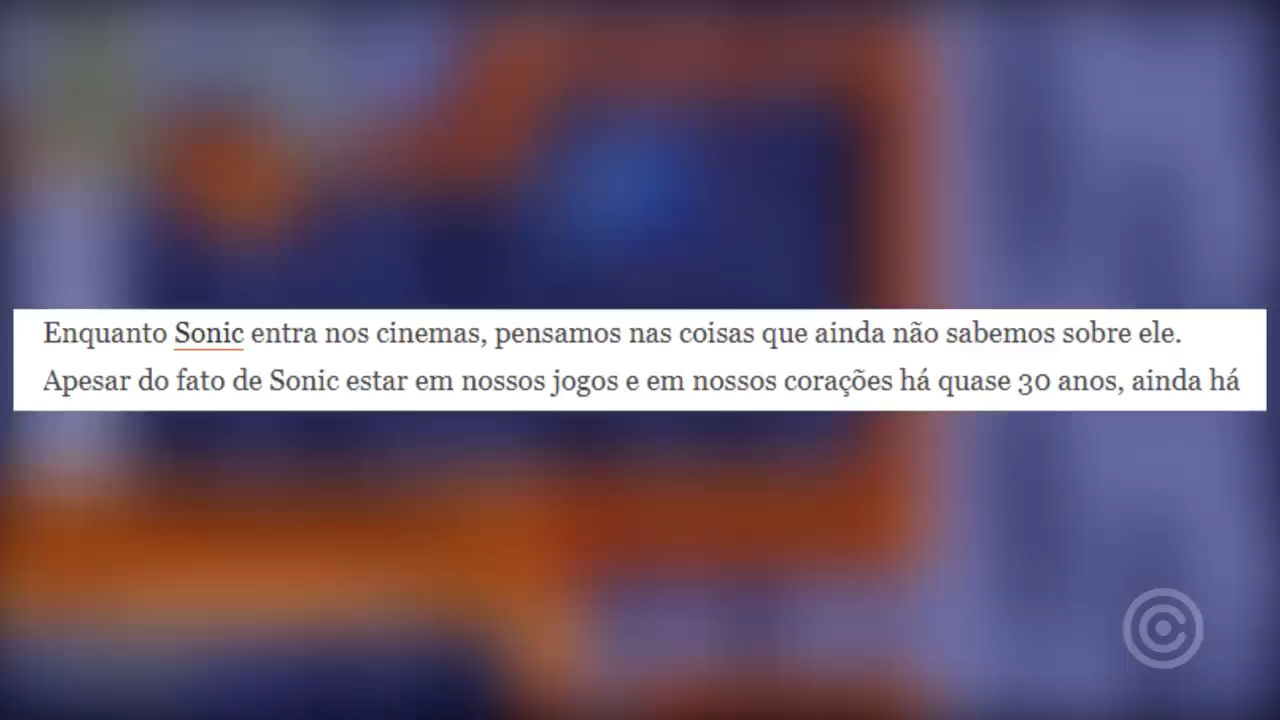 Enquanto Sonic entra nos cinemas, pensamos nas coisas que ainda não sabemos sobre ele.
Apesar do fato de Sonic estar em nossos jogos e em nossos corações há quase 30 anos, ainda há